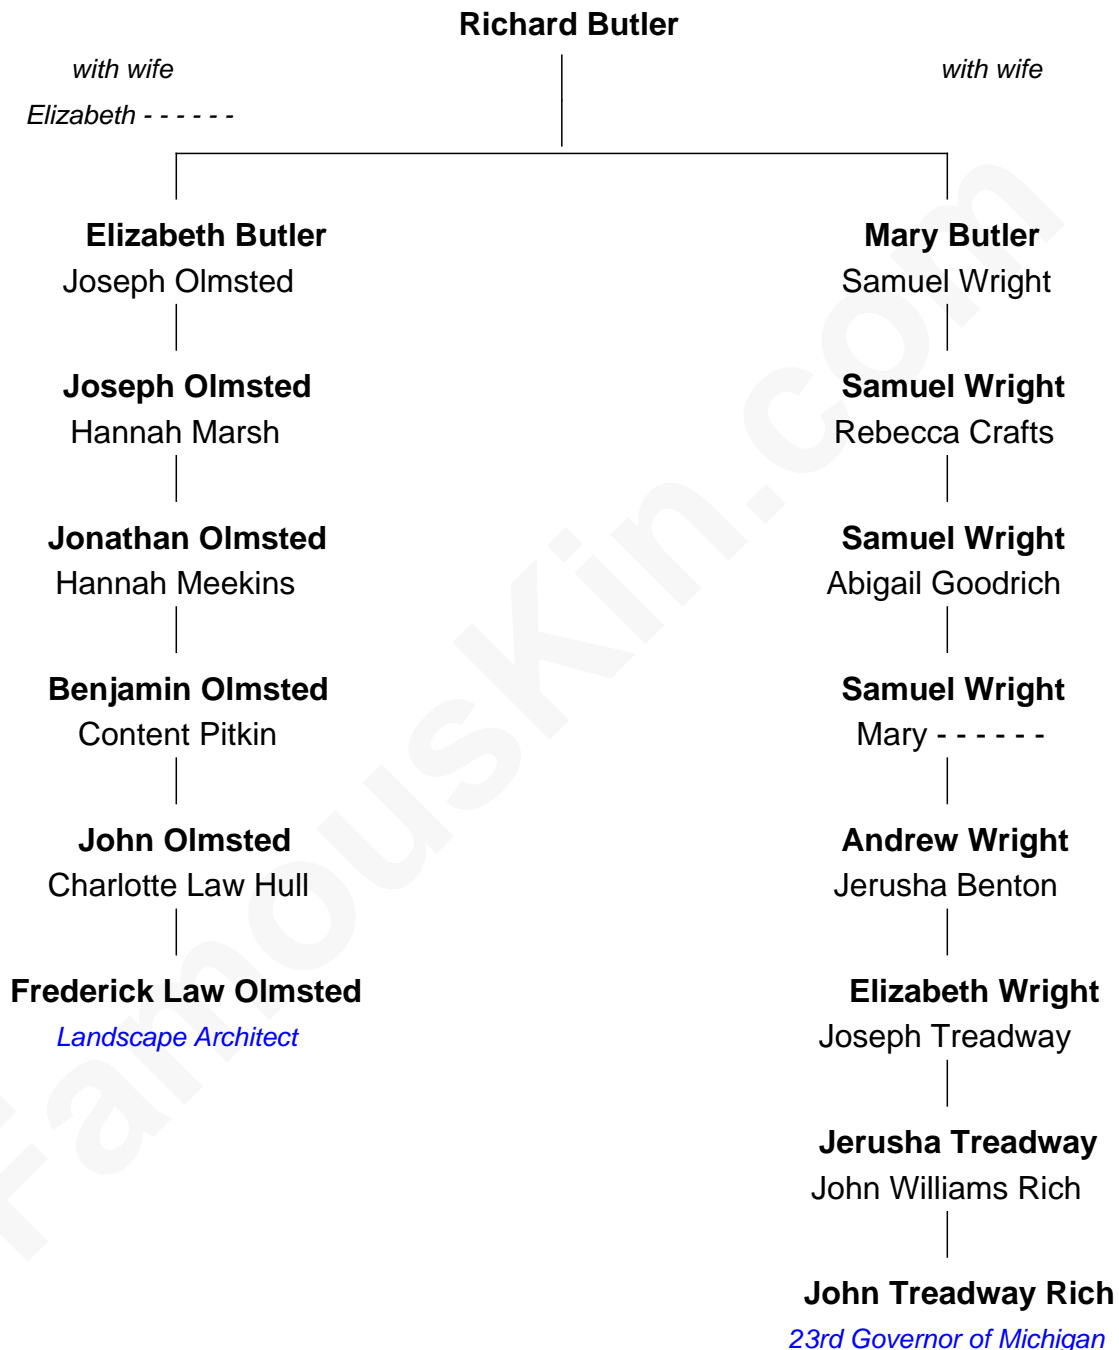 Richard Butler
with wife
with wife
Elizabeth - - - - - -
Elizabeth Butler
Mary Butler
Joseph Olmsted
Samuel Wright
Joseph Olmsted
Samuel Wright
Hannah Marsh
Rebecca Crafts
Jonathan Olmsted
Samuel Wright
Hannah Meekins
Abigail Goodrich
Benjamin Olmsted
Samuel Wright
Content Pitkin
Mary - - - - - -
John Olmsted
Andrew Wright
Charlotte Law Hull
Jerusha Benton
Frederick Law Olmsted
Elizabeth Wright
Landscape Architect
Joseph Treadway
Jerusha Treadway
John Williams Rich
John Treadway Rich
23rd Governor of Michigan
FamousKin.com